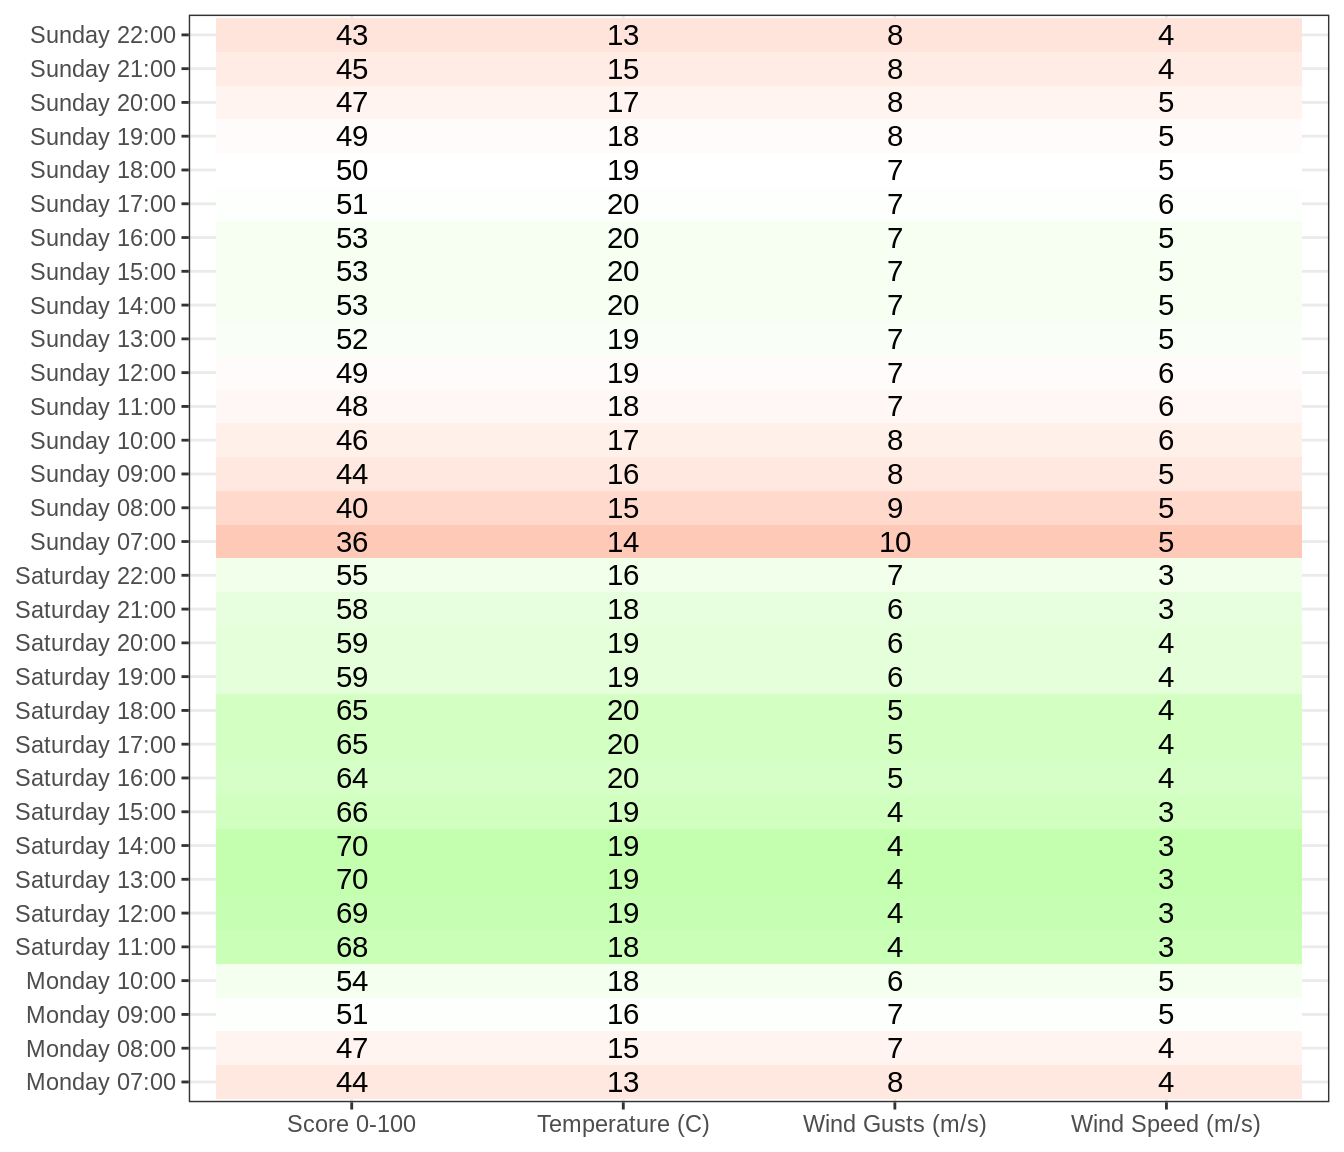 Sunday 22:00 43 13 8 4
Sunday 21:00 45 15 8 4
Sunday 20:00 47 17 8 5
Sunday 19:00 49 18 8 5
Sunday 18:00 50 19 7 5
Sunday 17:00 51 20 7 6
Sunday 16:00 53 20 7 5
Sunday 15:00 53 20 7 5
Sunday 14:00 53 20 7 5
Sunday 13:00 52 19 7 5
Sunday 12:00 49 19 7 6
Sunday 11:00 48 18 7 6
Sunday 10:00 46 17 8 6
Sunday 09:00 44 16 8 5
Sunday 08:00 40 15 9 5
Sunday 07:00 36 14 10 5
Saturday 22:00 55 16 7 3
Saturday 21:00 58 18 6 3
Saturday 20:00 59 19 6 4
Saturday 19:00 59 19 6 4
Saturday 18:00 65 20 5 4
Saturday 17:00 65 20 5 4
Saturday 16:00 64 20 5 4
Saturday 15:00 66 19 4 3
Saturday 14:00 70 19 4 3
Saturday 13:00 70 19 4 3
Saturday 12:00 69 19 4 3
Saturday 11:00 68 18 4 3
Monday 10:00 54 18 6 5
Monday 09:00 51 16 7 5
Monday 08:00 47 15 7 4
Monday 07:00 44 13 8 4
Score 0-100 Temperature (C) Wind Gusts (m/s) Wind Speed (m/s)